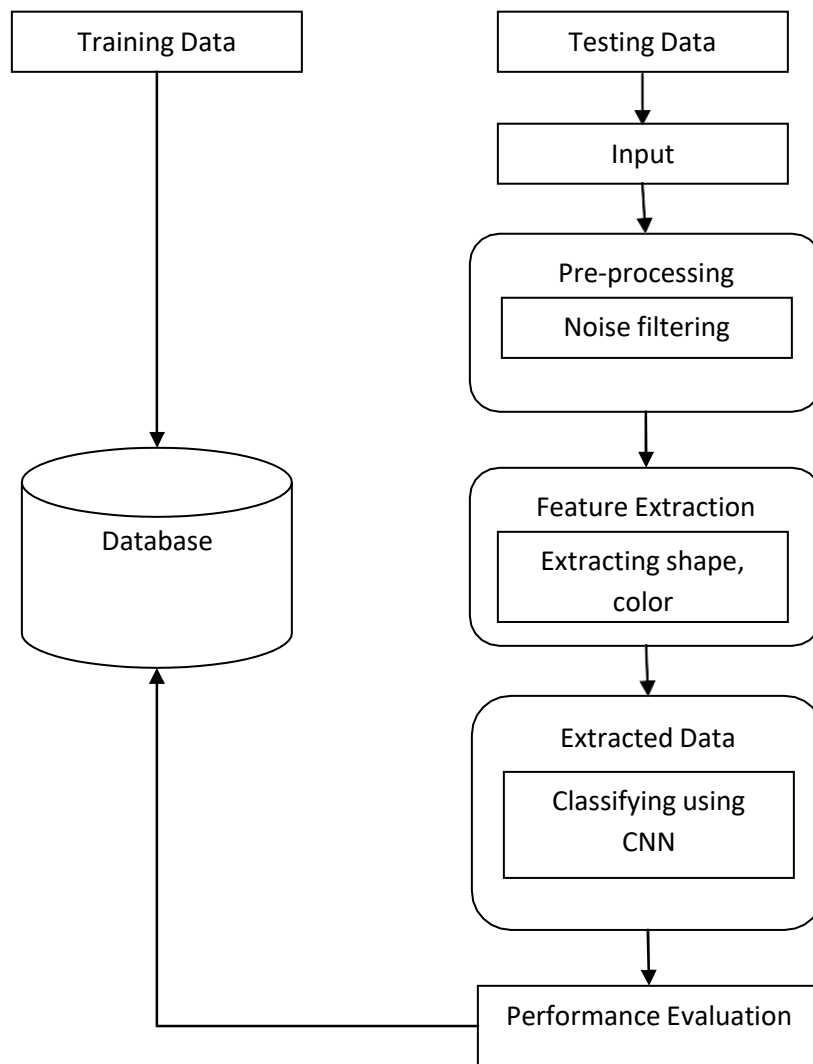 Training Data
Testing Data
Input
Pre-processing
Noise filtering
Database
Feature Extraction
Extracting shape,
color
Extracted Data
Classifying using
CNN
Performance Evaluation